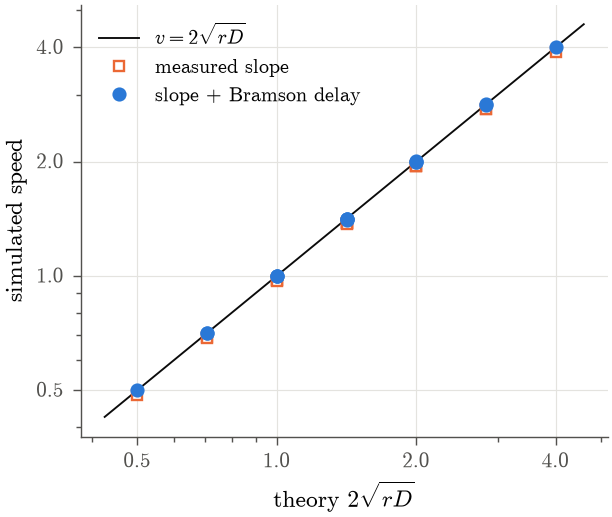 v = 2√rD
measured slope
slope + Bramson delay
4.0
2.0
1.0
0.5
simulated speed
0.5 1.0 2.0 4.0
theory 2√rD